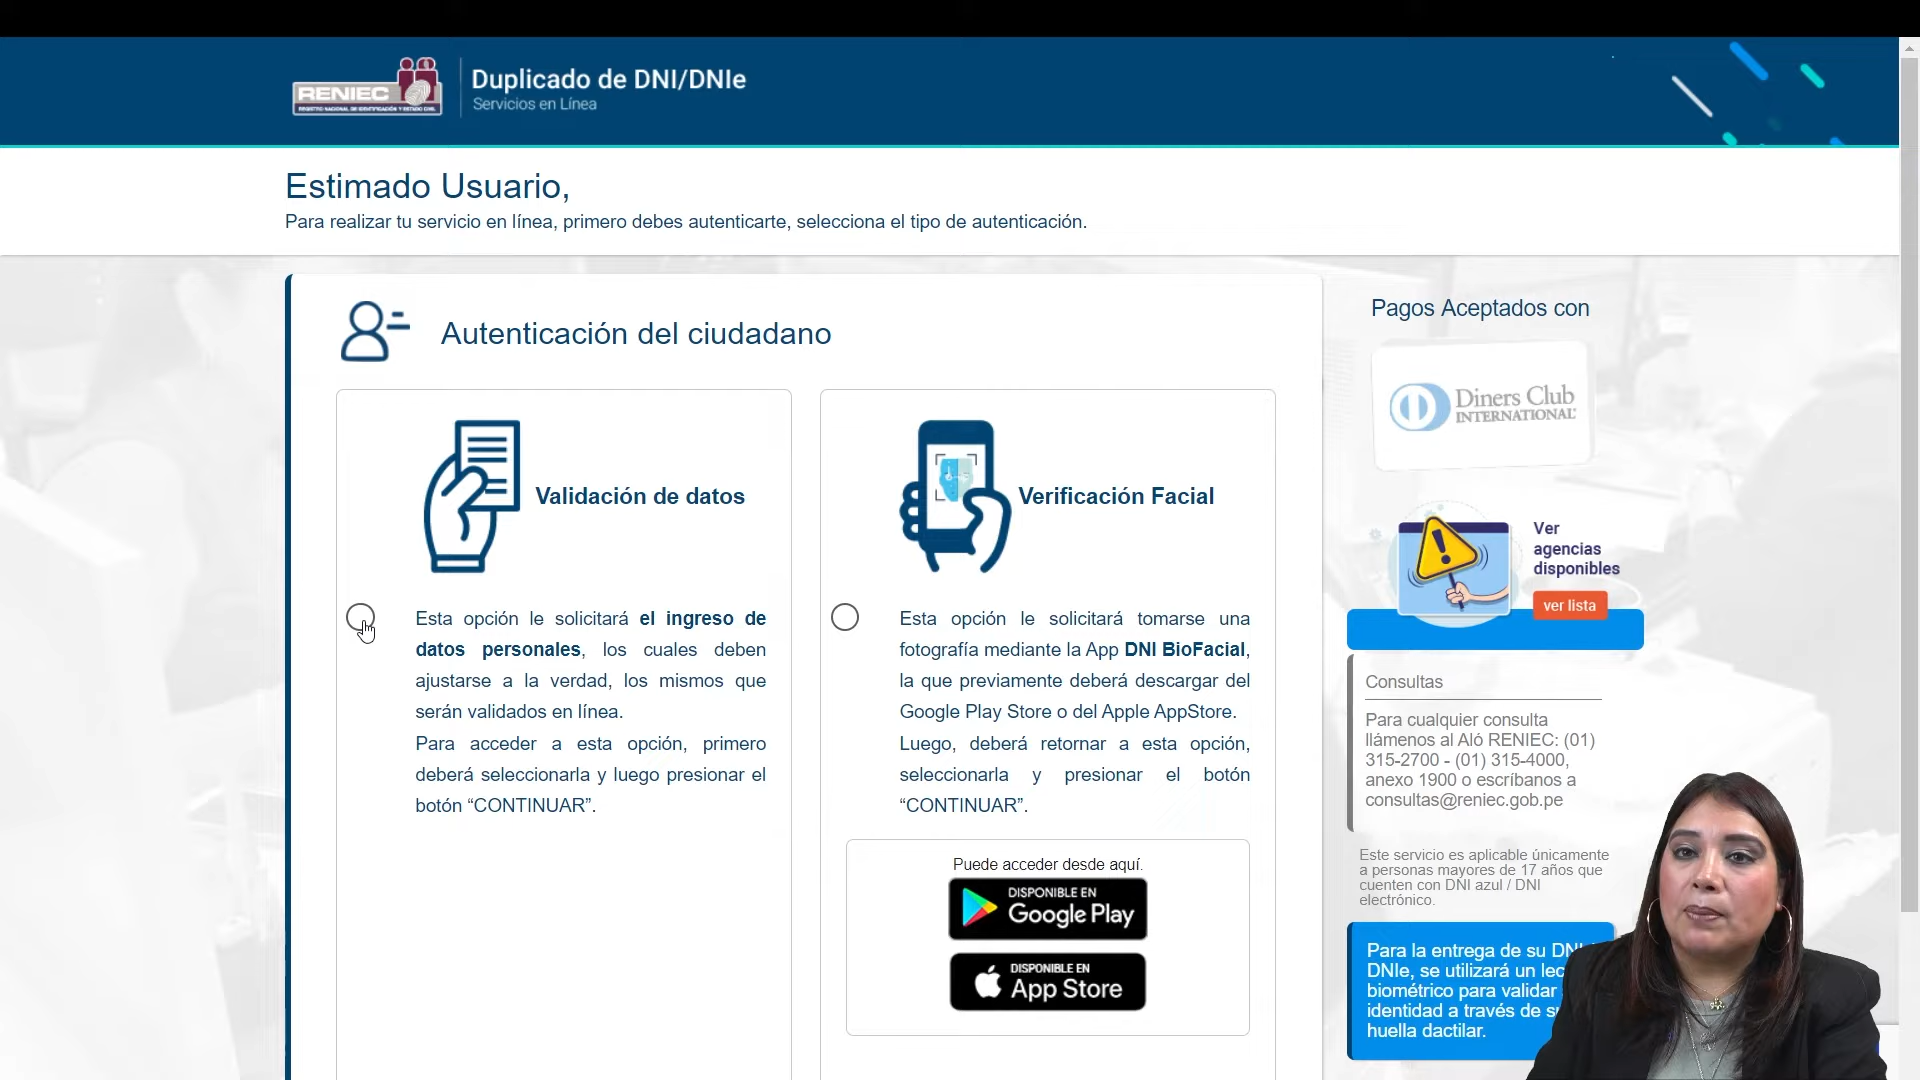 RENIEC
REGISTRO NACIONAL DE IDENTIFICACIÓN Y ESTADO CIVIL
Duplicado de DNI/DNIe
Servicios en Línea
Estimado Usuario,
Para realizar tu servicio en línea, primero debes autenticarte, selecciona el tipo de autenticación.
Autenticación del ciudadano
Validación de datos
Esta opción le solicitará el ingreso de
datos personales, los cuales deben
ajustarse a la verdad, los mismos que
serán validados en línea.
Para acceder a esta opción, primero
deberá seleccionarla y luego presionar el
botón “CONTINUAR”.
Verificación Facial
Esta opción le solicitará tomarse una
fotografía mediante la App DNI BioFacial,
la que previamente deberá descargar del
Google Play Store o del Apple AppStore.
Luego, deberá retornar a esta opción,
seleccionarla y presionar el botón
“CONTINUAR”.
Puede acceder desde aquí.
DISPONIBLE EN
Google Play
DISPONIBLE EN
App Store
Pagos Aceptados con
Diners Club
INTERNATIONAL
Ver
agencias
disponibles
ver lista
Consultas
Para cualquier consulta
llámenos al Aló RENIEC: (01)
315-2700 - (01) 315-4000,
anexo 1900 o escríbanos a
consultas@reniec.gob.pe
Este servicio es aplicable únicamente
a personas mayores de 17 años que
cuenten con DNI azul / DNI
electrónico.
Para la entrega de su
DNIe, se utilizará un
biométrico para validar
identidad a través de
huella dactilar.